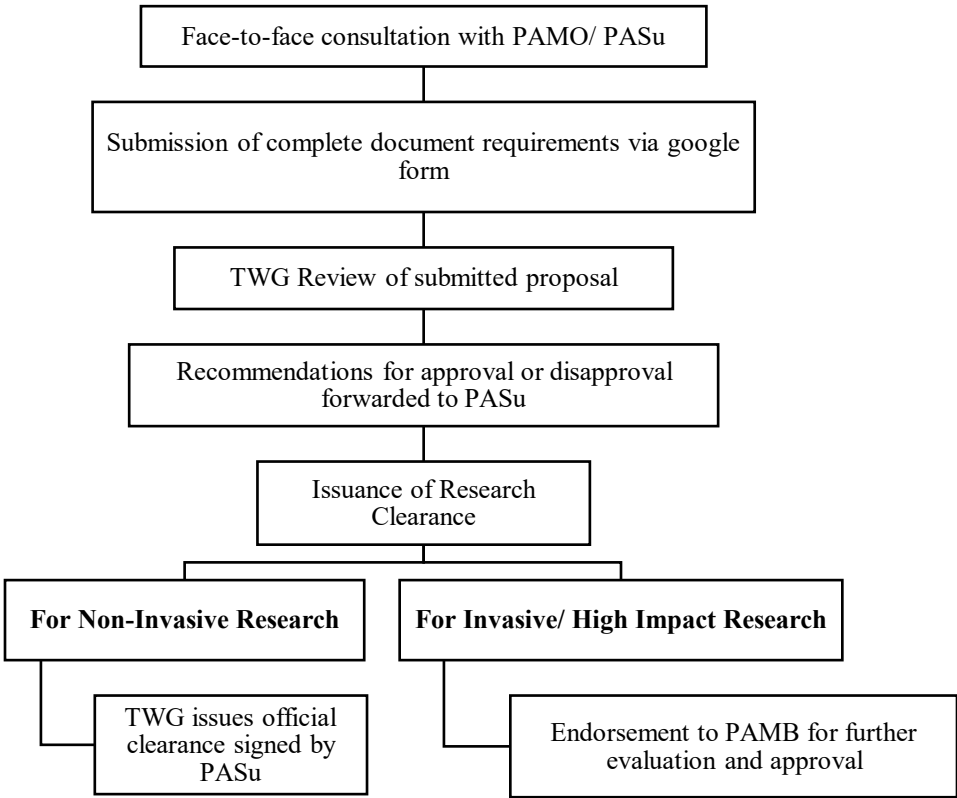 Face-to-face consultation with PAMO/ PASu
Submission of complete document requirements via google
form
TWG Review of submitted proposal
Recommendations for approval or disapproval
forwarded to PASu
Issuance of Research
Clearance
For Non-Invasive Research
For Invasive/ High Impact Research
TWG issues official
clearance signed by
PASu
Endorsement to PAMB for further
evaluation and approval